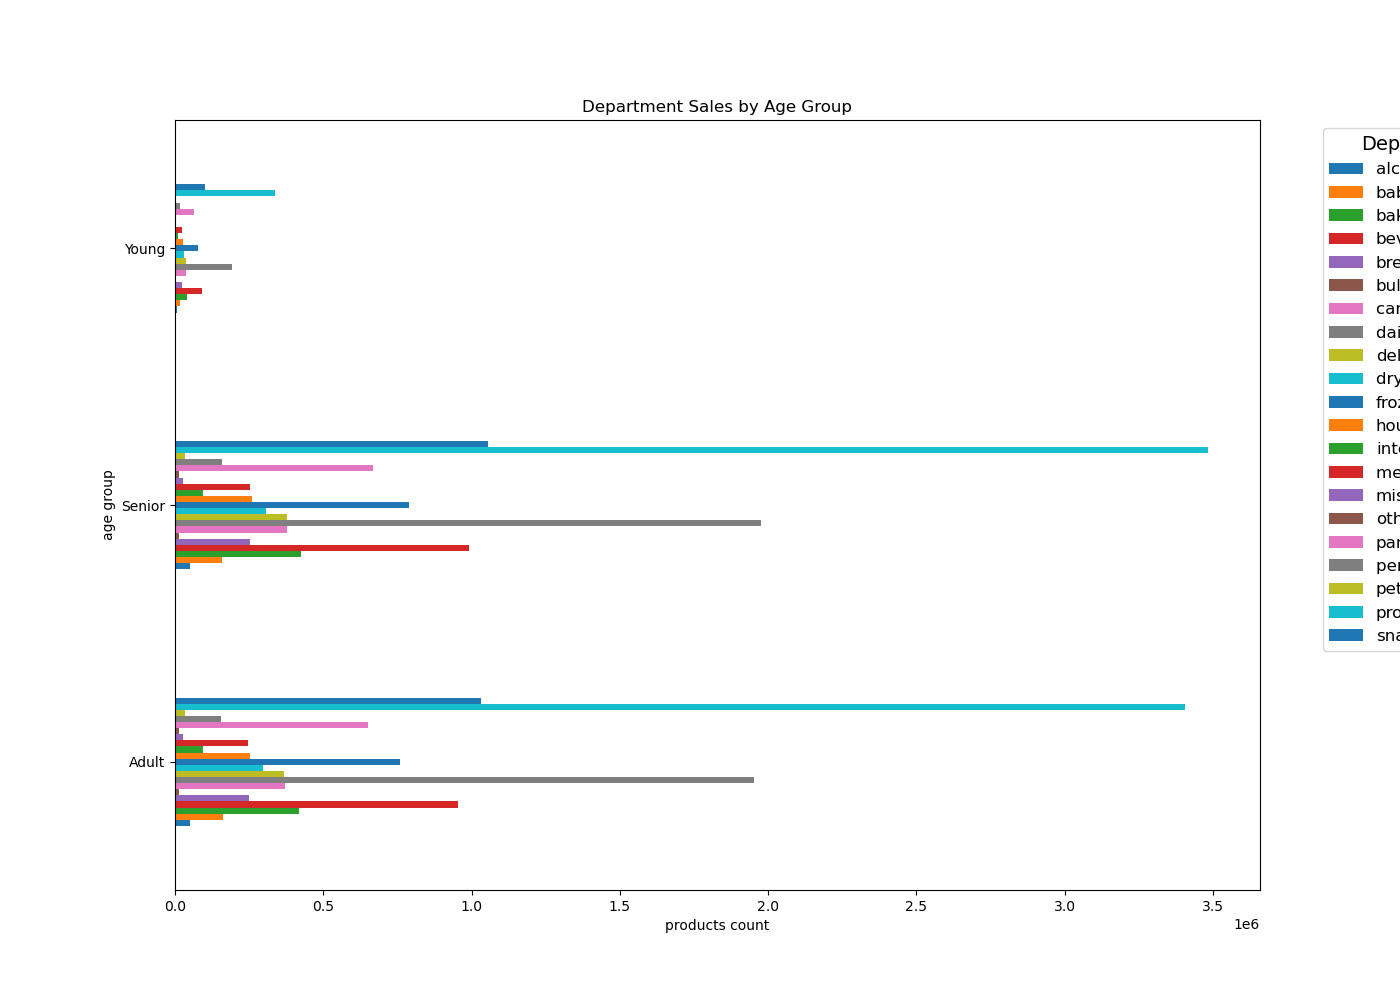 Department Sales by Age Group
Young
Senior
Adult
age group
0.0 0.5 1.0 1.5 2.0 2.5 3.0 3.5
1e6
products count
Dep
alc
bab
bak
bev
bre
bul
can
dai
del
dry
froz
hou
inte
me
mis
oth
pan
per
pet
pro
sna